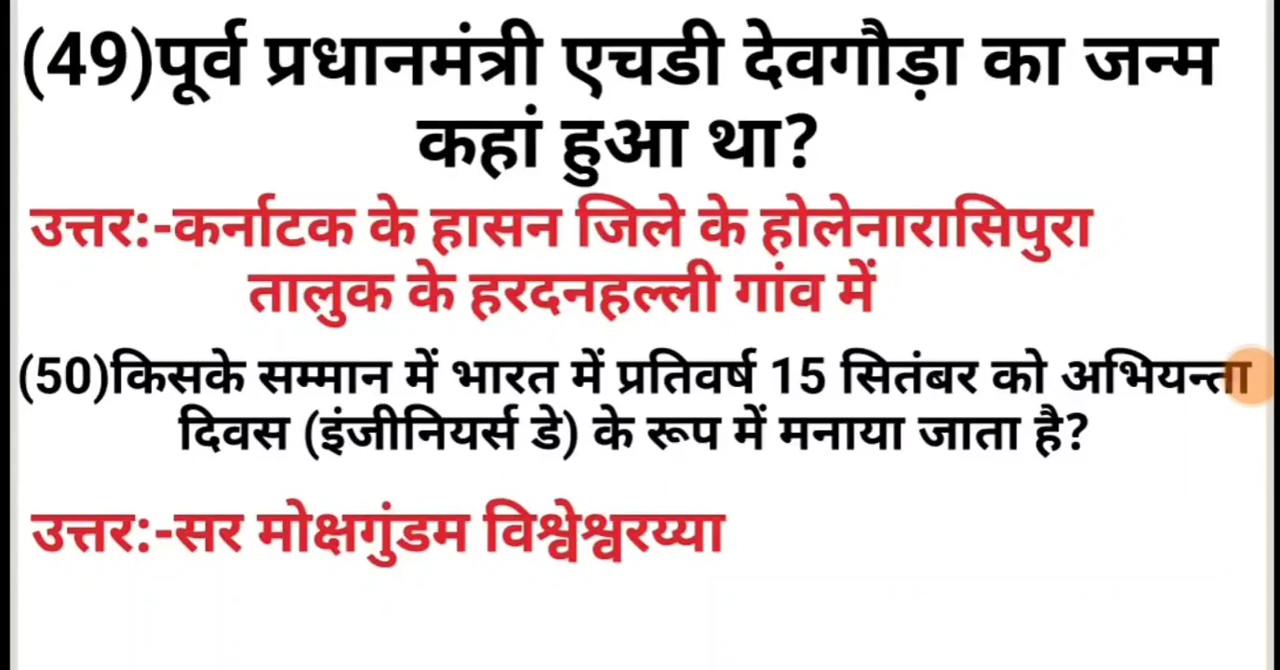 (49)पूर्व प्रधानमंत्री एचडी देवगौड़ा का जन्म
कहां हुआ था?
उत्तर:-कर्नाटक के हासन जिले के होलेनारासिपुरा
तालुक के हरदनहल्ली गांव में
(50)किसके सम्मान में भारत में प्रतिवर्ष 15 सितंबर को अभियन्ता
दिवस (इंजीनियर्स डे) के रूप में मनाया जाता है?
उत्तर:-सर मोक्षगुंडम विश्वेश्वरय्या